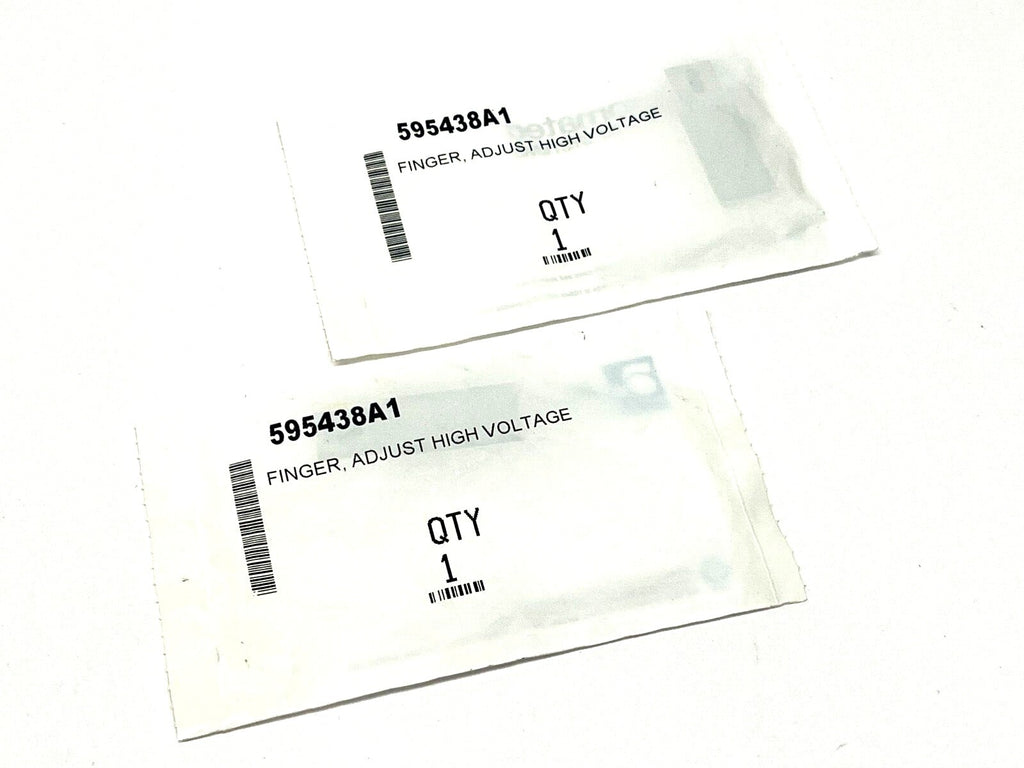 595438A1
FINGER, ADJUST HIGH VOLTAGE
QTY
1
595438A1
FINGER, ADJUST HIGH VOLTAGE
QTY
1